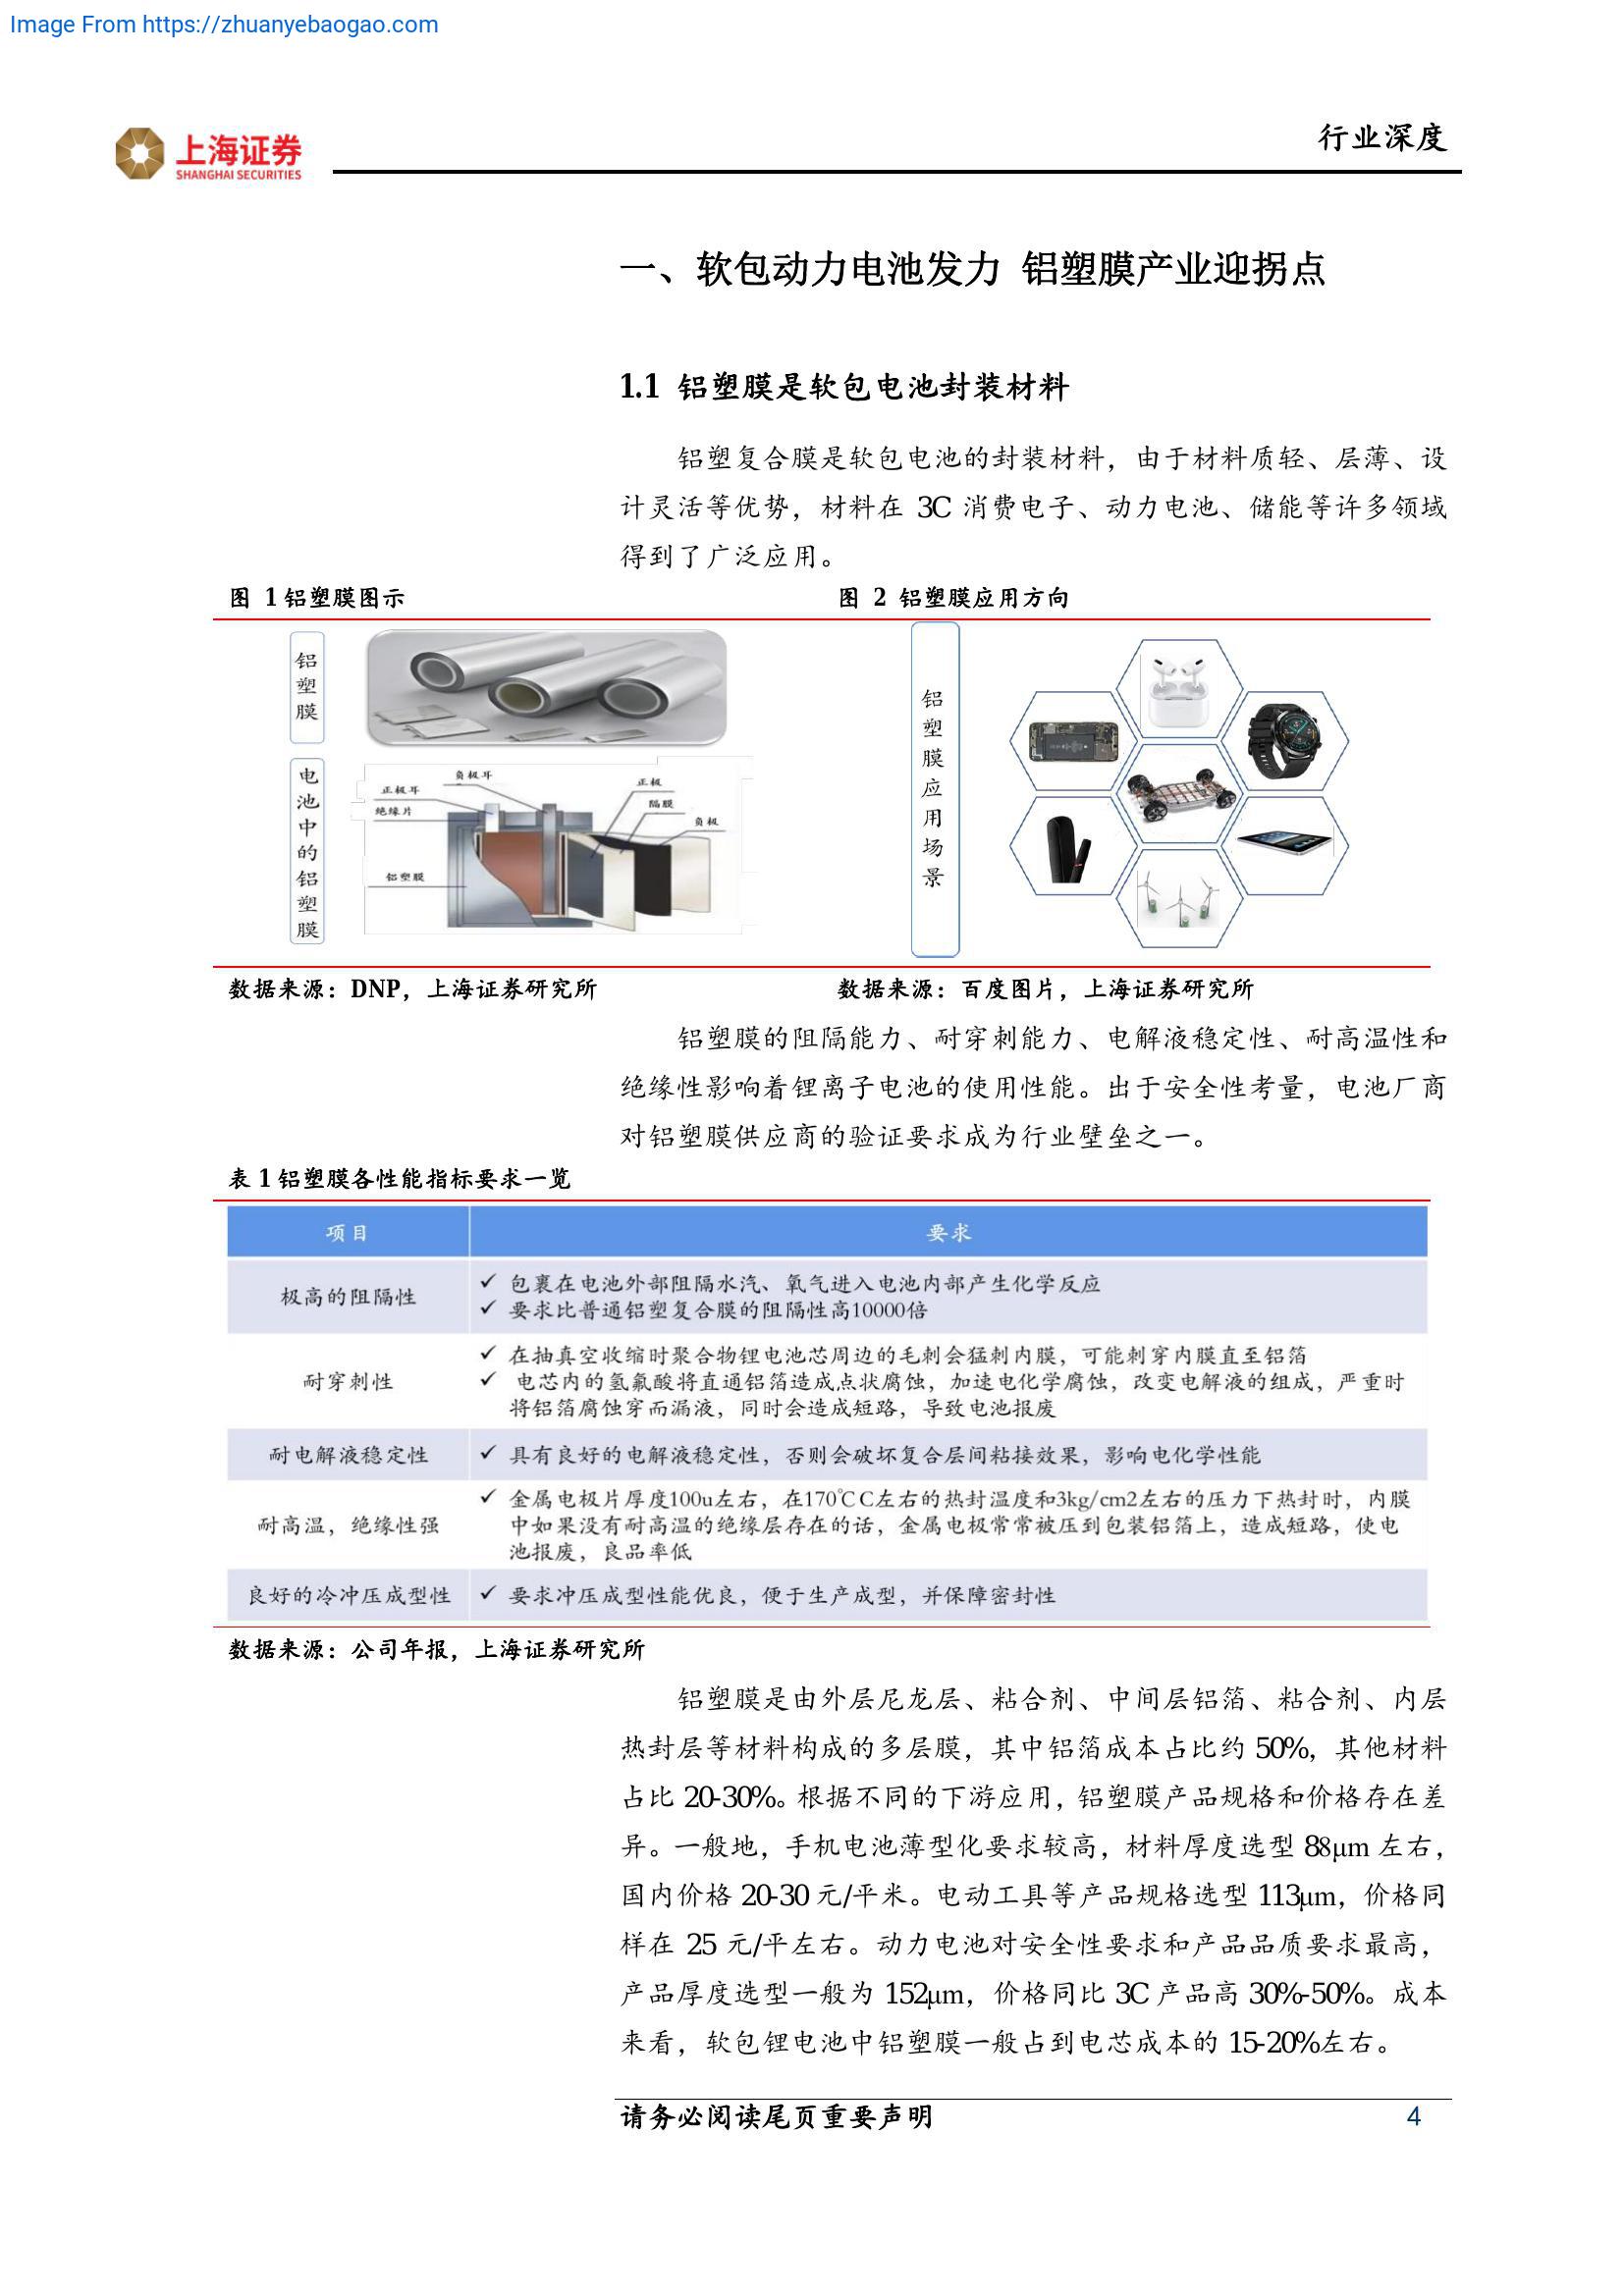 Image From https://zhuanyebaogao.com
上海证券
SHANGHAI SECURITIES
行业深度
一、软包动力电池发力 铝塑膜产业迎拐点
1.1 铝塑膜是软包电池封装材料
铝塑复合膜是软包电池的封装材料，由于材料质轻、层薄、设
计灵活等优势，材料在 3C 消费电子、动力电池、储能等许多领域
得到了广泛应用。
图 1 铝塑膜图示
铝塑膜
电池中的铝塑膜
负极耳
正极耳
绝缘片
正极
隔膜
负极
铝塑膜
图 2 铝塑膜应用方向
铝塑膜应用场景
数据来源：DNP，上海证券研究所
数据来源：百度图片，上海证券研究所
铝塑膜的阻隔能力、耐穿刺能力、电解液稳定性、耐高温性和
绝缘性影响着锂离子电池的使用性能。出于安全性考量，电池厂商
对铝塑膜供应商的验证要求成为行业壁垒之一。
表 1 铝塑膜各性能指标要求一览
项目 要求
极高的阻隔性
✓ 包裹在电池外部阻隔水汽、氧气进入电池内部产生化学反应
✓ 要求比普通铝塑复合膜的阻隔性高10000倍
耐穿刺性
✓ 在抽真空收缩时聚合物锂电池芯周边的毛刺会猛刺内膜，可能刺穿内膜直至铝箔
✓ 电芯内的氢氟酸将直通铝箔造成点状腐蚀，加速电化学腐蚀，改变电解液的组成，严重时
将铝箔腐蚀穿而漏液，同时会造成短路，导致电池报废
耐电解液稳定性
✓ 具有良好的电解液稳定性，否则会破坏复合层间粘接效果，影响电化学性能
耐高温，绝缘性强
✓ 金属电极片厚度100u左右，在170℃C左右的热封温度和3kg/cm2左右的压力下热封时，内膜
中如果没有耐高温的绝缘层存在的话，金属电极常常被压到包装铝箔上，造成短路，使电
池报废，良品率低
良好的冷冲压成型性
✓ 要求冲压成型性能优良，便于生产成型，并保障密封性
数据来源：公司年报，上海证券研究所
铝塑膜是由外层尼龙层、粘合剂、中间层铝箔、粘合剂、内层
热封层等材料构成的多层膜，其中铝箔成本占比约 50%，其他材料
占比 20-30%。根据不同的下游应用，铝塑膜产品规格和价格存在差
异。一般地，手机电池薄型化要求较高，材料厚度选型 88μm 左右，
国内价格 20-30 元/平米。电动工具等产品规格选型 113μm，价格同
样在 25 元/平左右。动力电池对安全性要求和产品品质要求最高，
产品厚度选型一般为 152μm，价格同比 3C 产品高 30%-50%。成本
来看，软包锂电池中铝塑膜一般占到电芯成本的 15-20%左右。
请务必阅读尾页重要声明
4